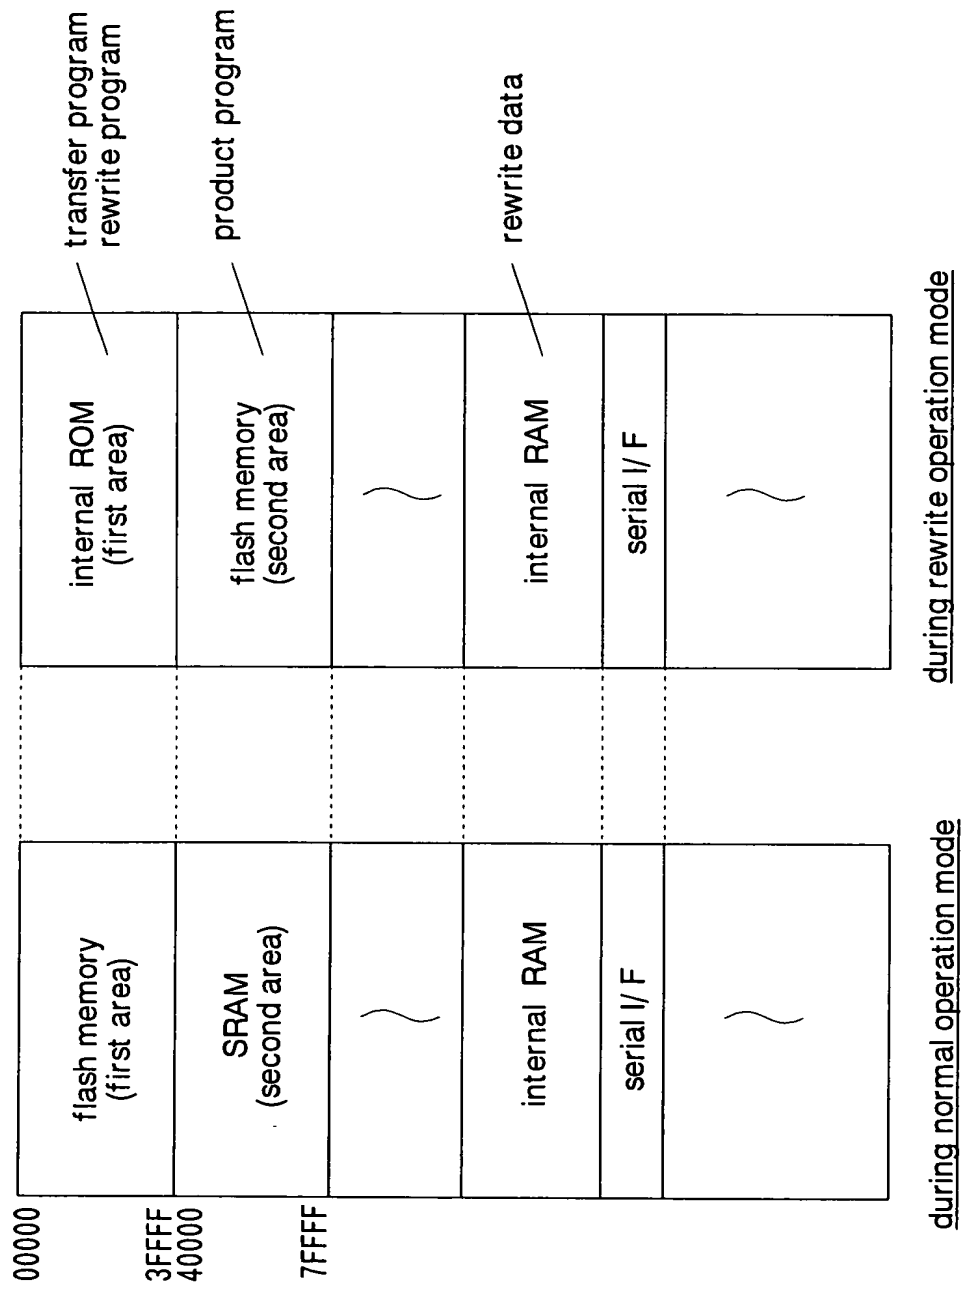 00000
3FFFF
40000
7FFFF
flash memory
(first area)
SRAM
(second area)
internal RAM
serial I/F
during normal operation mode
internal ROM
(first area)
flash memory
(second area)
internal RAM
serial I/F
during rewrite operation mode
transfer program
rewrite program
product program
rewrite data